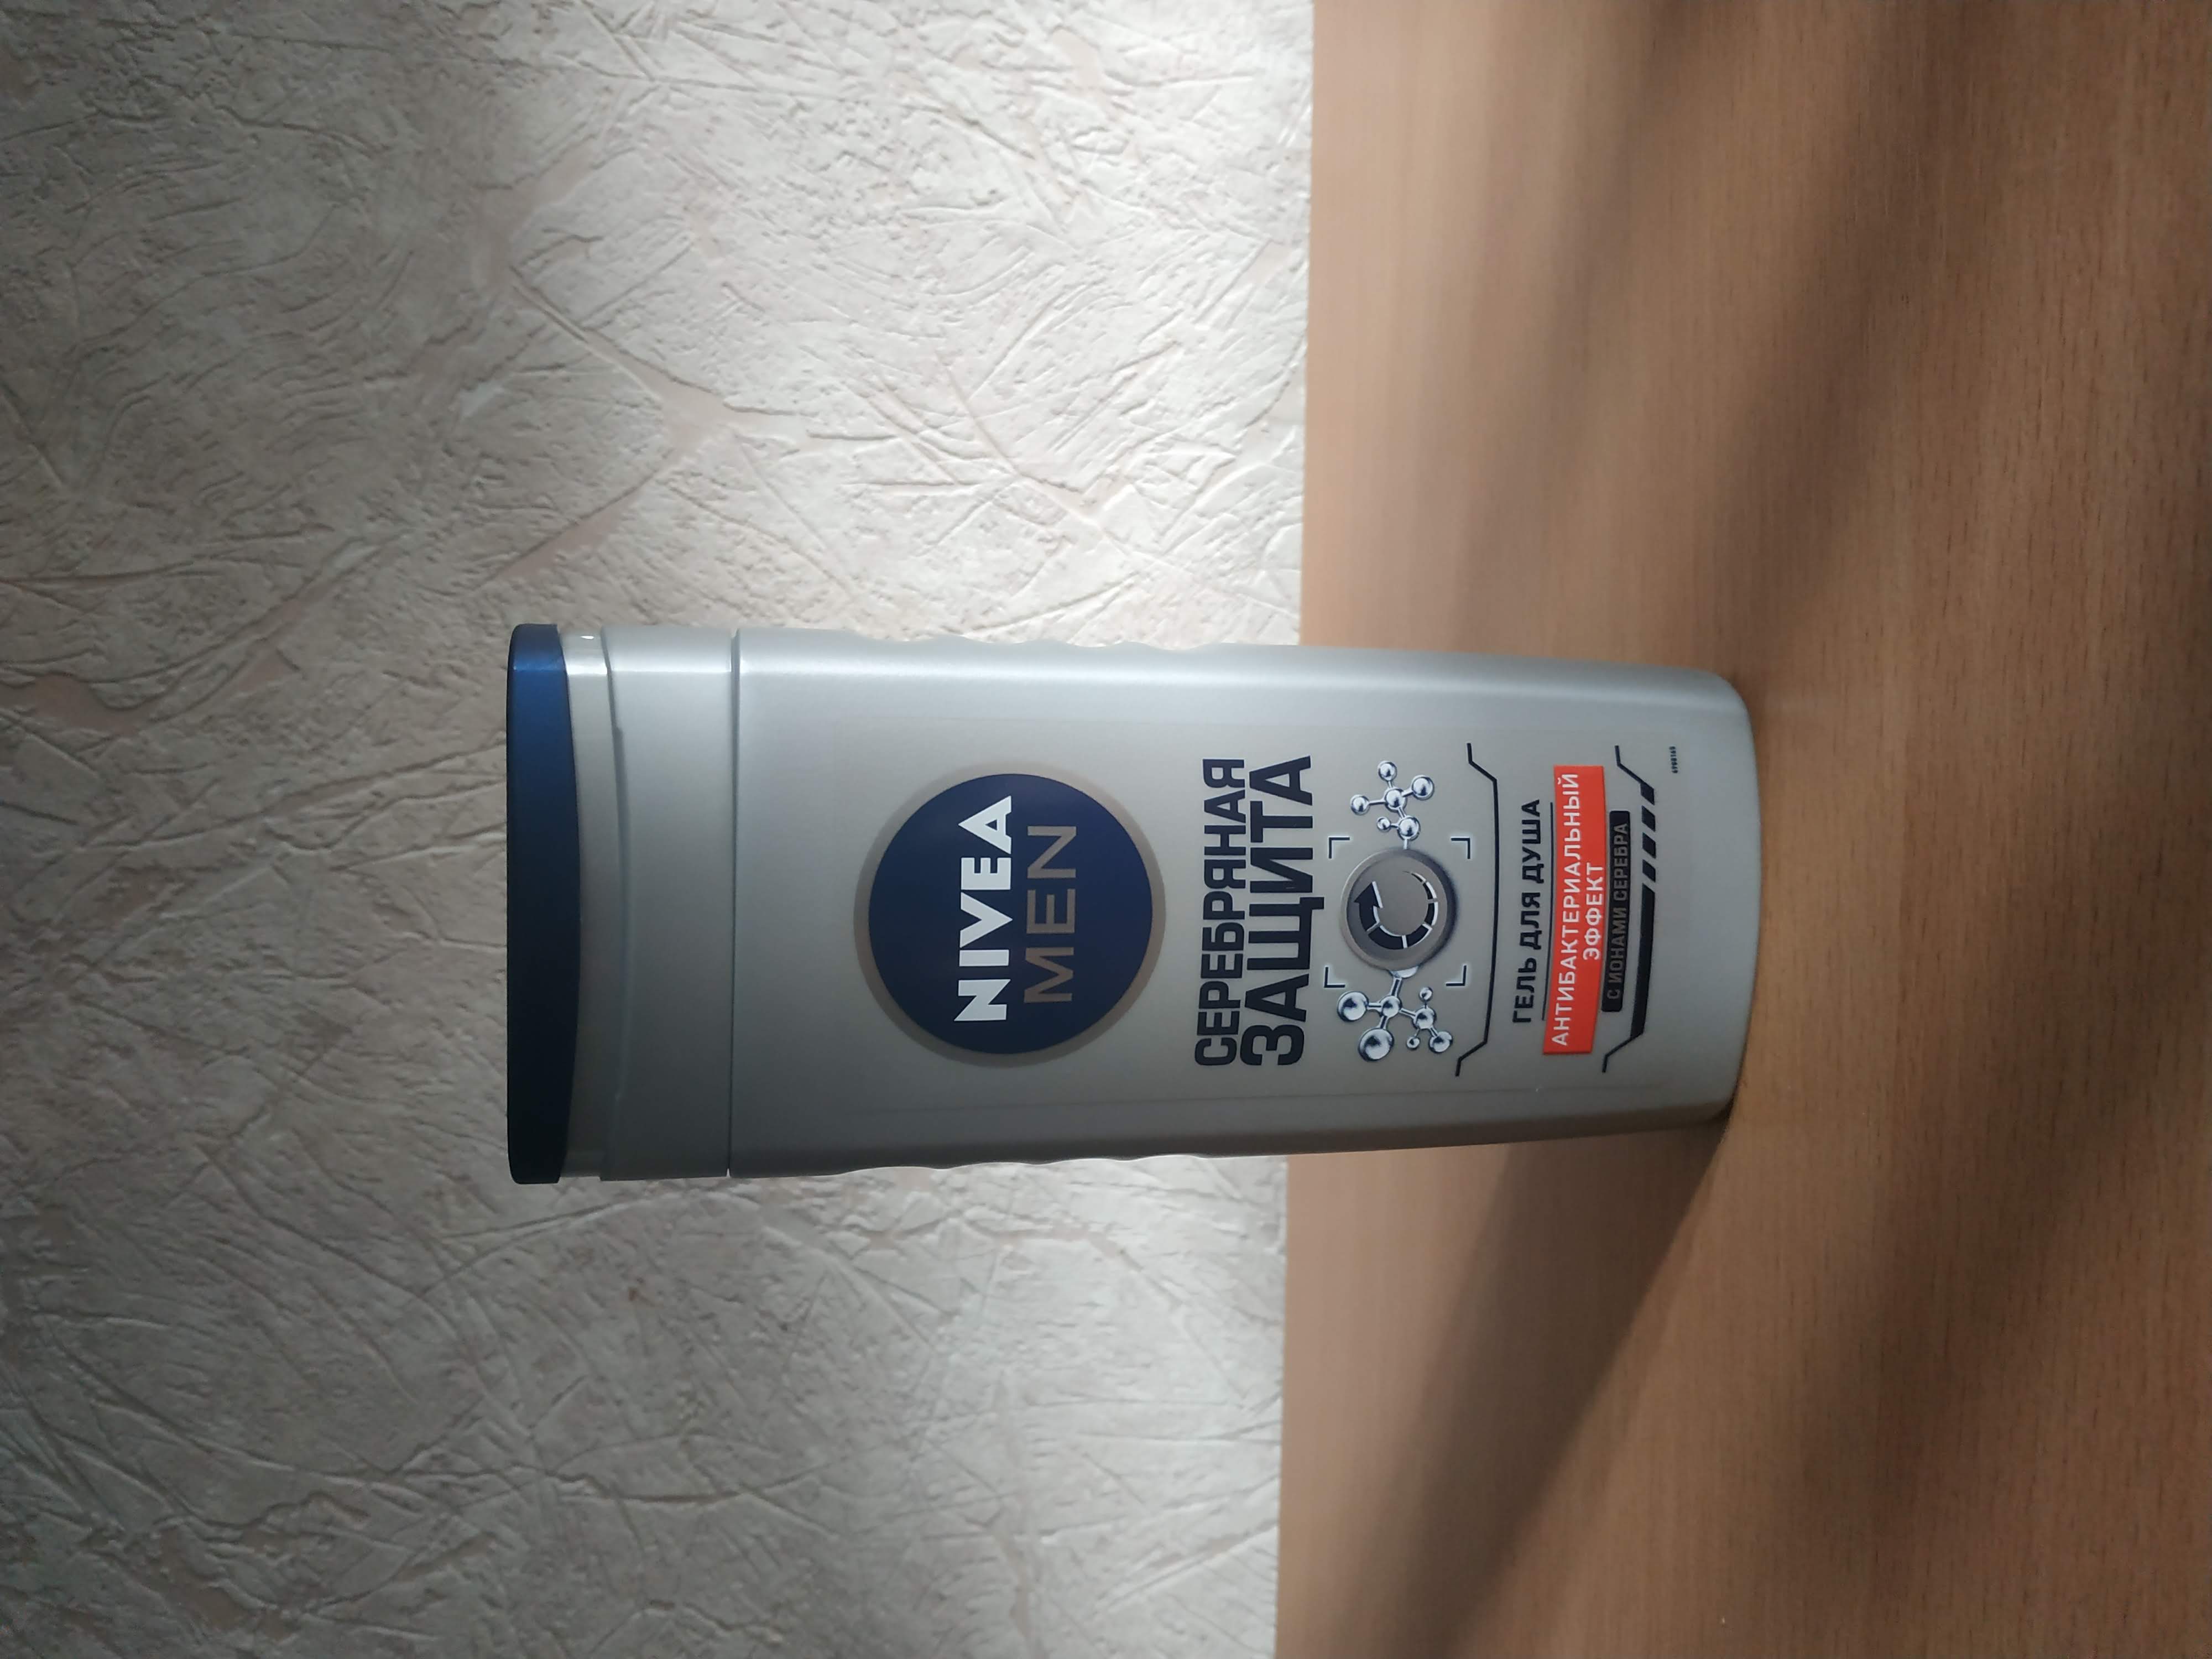 NIVEA
MEN
СЕРЕБРЯНАЯ
ЗАЩИТА
ГЕЛЬ ДЛЯ ДУША
АНТИБАКТЕРИАЛЬНЫЙ
ЭФФЕКТ
С ИОНАМИ СЕРЕБРА